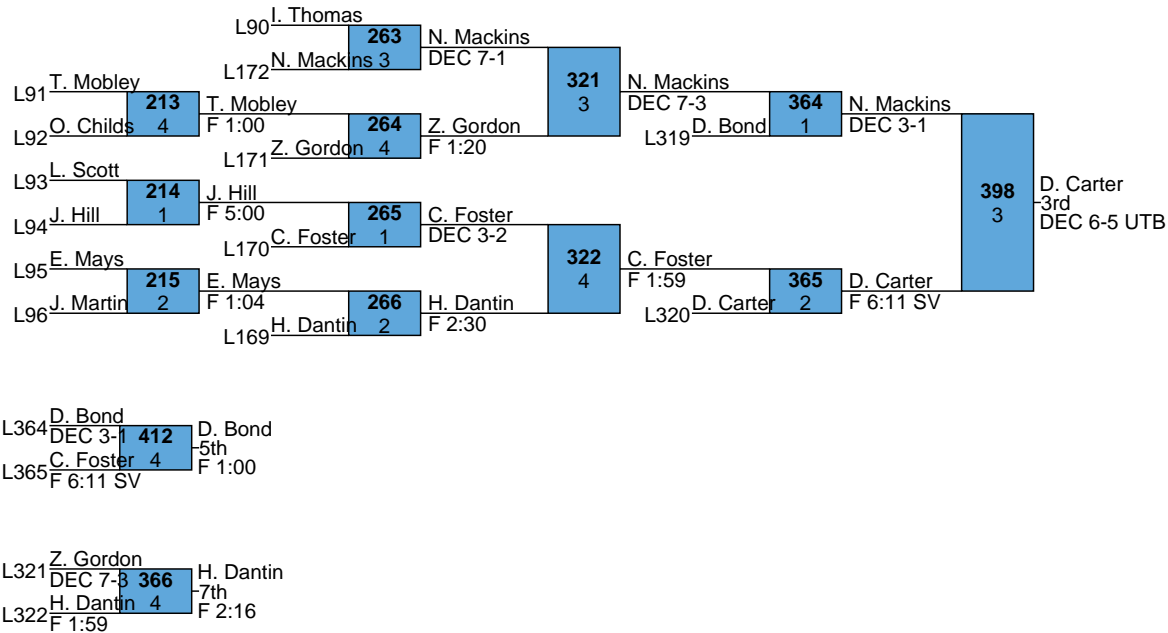 I. Thomas
L90
263
N. Mackins
N. Mackins 3
DEC 7-1
L172
T. Mobley
L91
321
3
N. Mackins
DEC 7-3
213
4
T. Mobley
F 1:00
364
1
N. Mackins
DEC 3-1
O. Childs
L92
264
4
Z. Gordon
F 1:20
D. Bond
L319
Z. Gordon
L171
L. Scott
L93
214
1
J. Hill
F 5:00
398
3
D. Carter
3rd
DEC 6-5 UTB
J. Hill
L94
265
1
C. Foster
DEC 3-2
C. Foster
L170
E. Mays
L95
322
4
C. Foster
F 1:59
215
2
E. Mays
F 1:04
365
2
D. Carter
F 6:11 SV
J. Martin
L96
266
2
H. Dantin
F 2:30
D. Carter
L320
H. Dantin
L169
D. Bond
L364
DEC 3-1
412
4
D. Bond
5th
F 1:00
C. Foster
L365
F 6:11 SV
Z. Gordon
L321
DEC 7-3
366
4
H. Dantin
7th
F 2:16
H. Dantin
L322
F 1:59